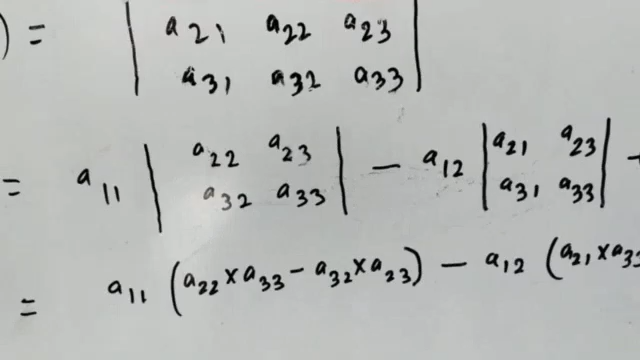 ) = | a21 a22 a23
a31 a32 a33 |
= a11 | a22 a23
a32 a33 | - a12 | a21 a23
a31 a33 | +
= a11 (a22 × a33 - a32 × a23) - a12 (a21 × a33